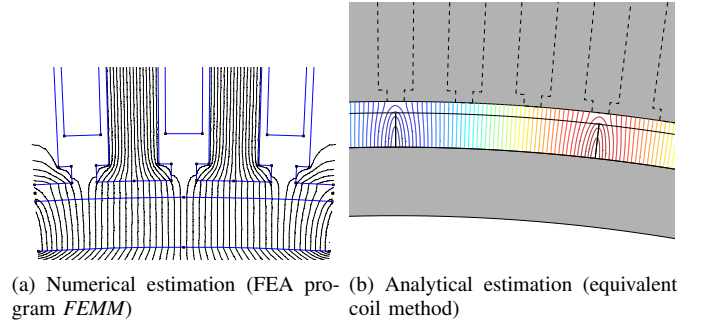 (a) Numerical estimation (FEA pro-
gram FEMM)
(b) Analytical estimation (equivalent
coil method)